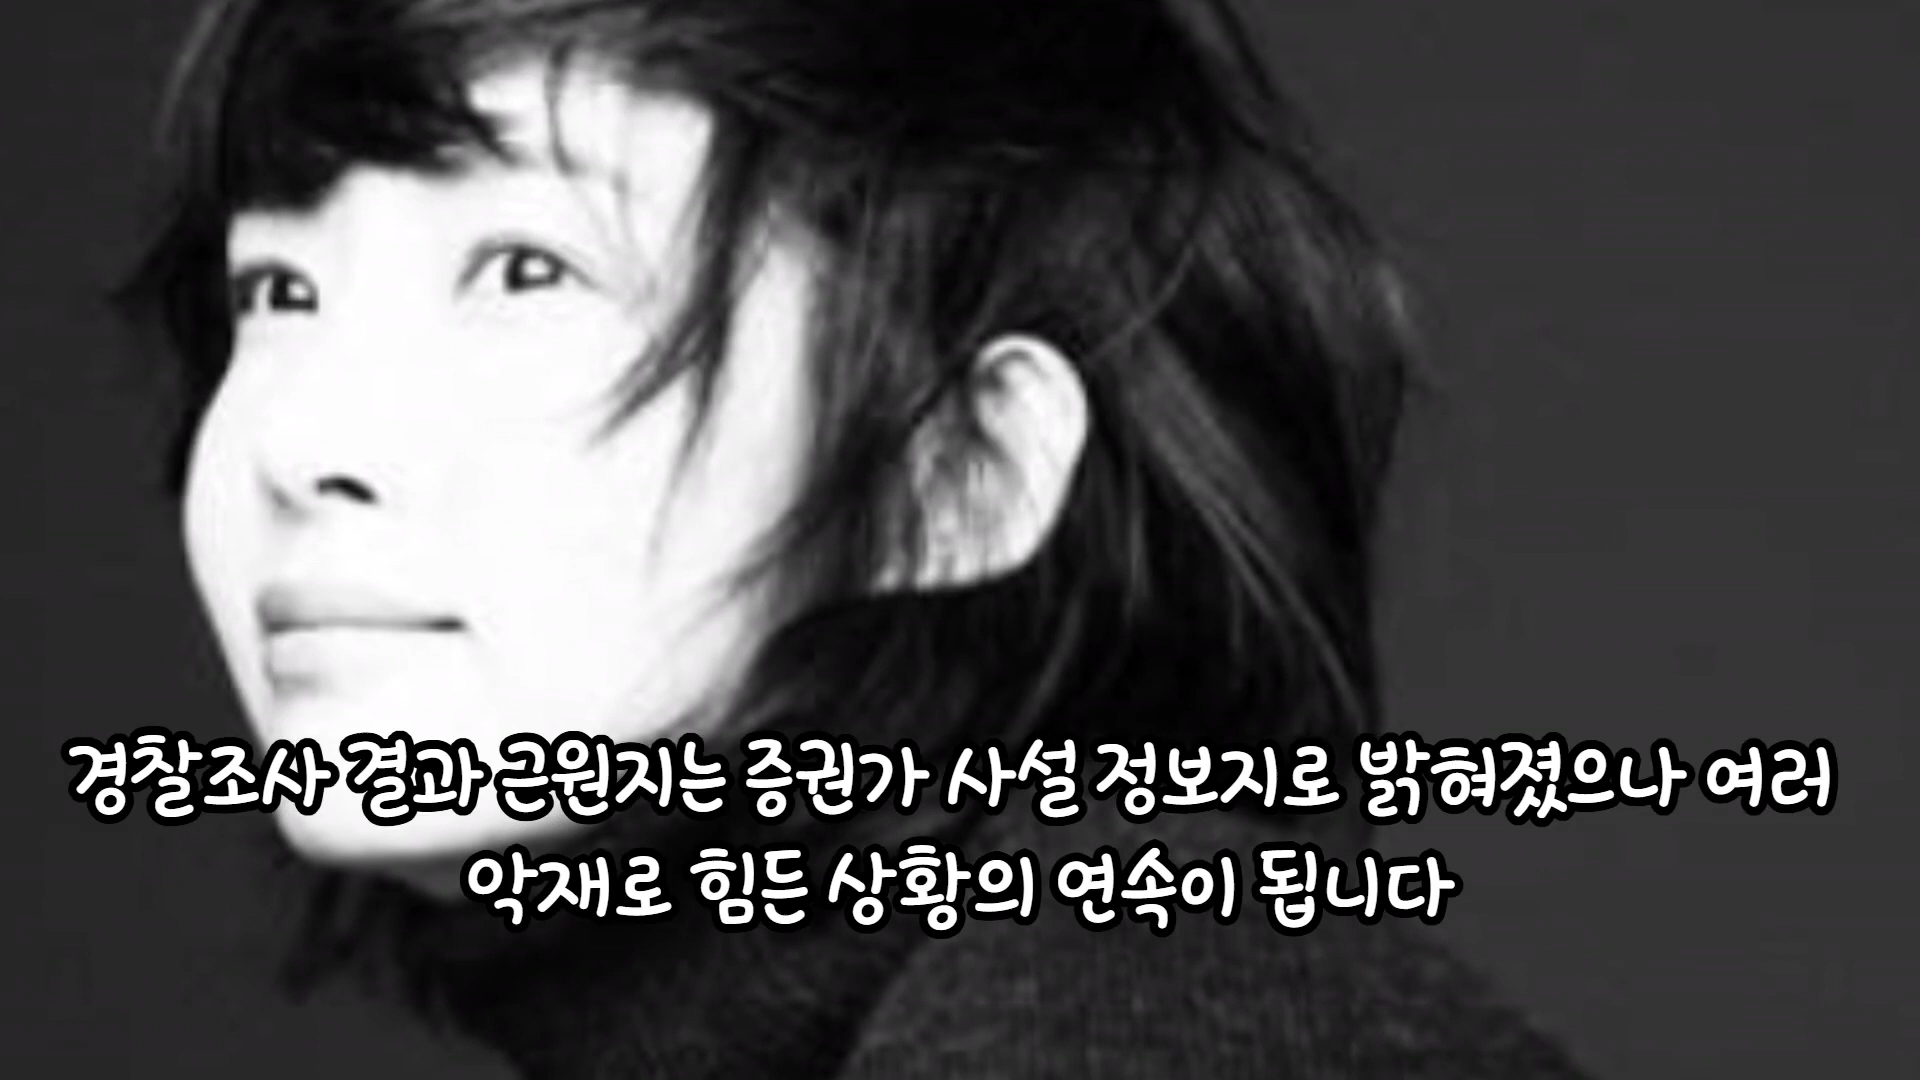 경찰조사 결과 근원지는 증권가 사설 정보지로 밝혀졌으나 여러
악재로 힘든 상황의 연속이 됩니다